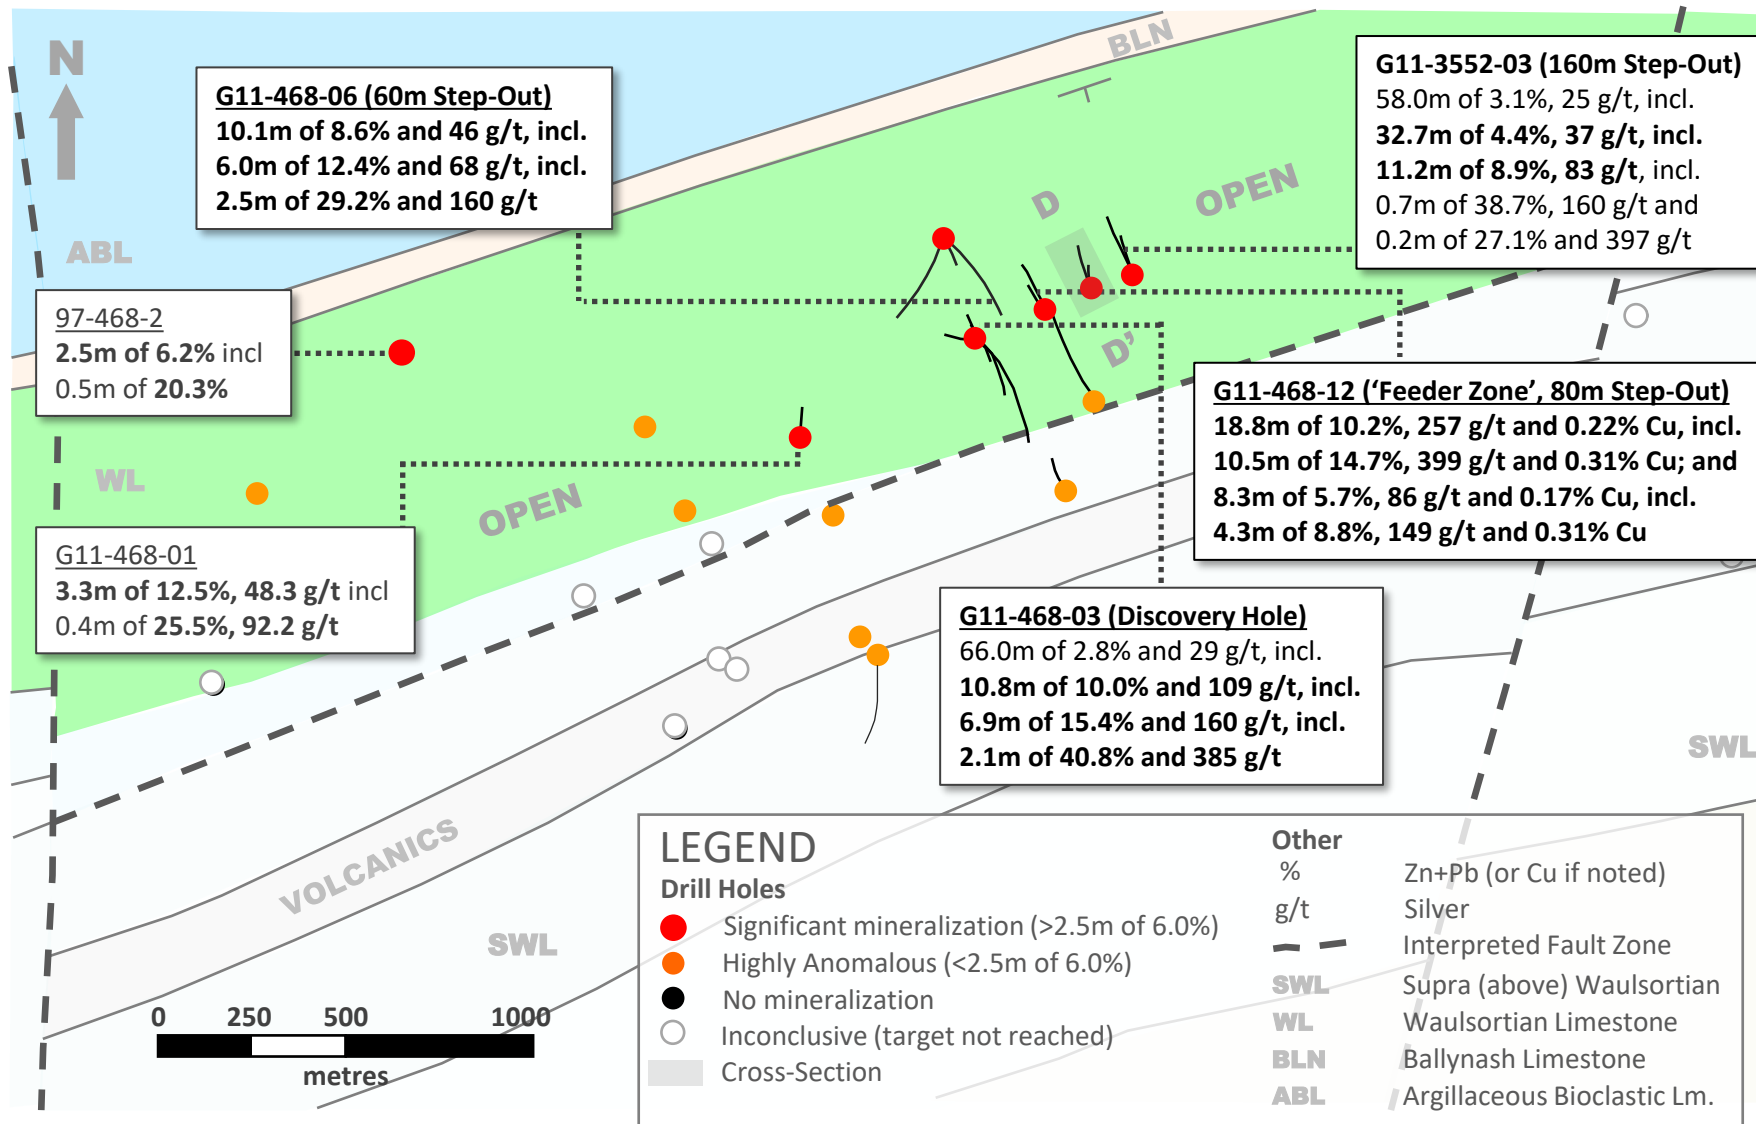 N
BLN
G11-468-06 (60m Step-Out)
10.1m of 8.6% and 46 g/t, incl.
6.0m of 12.4% and 68 g/t, incl.
2.5m of 29.2% and 160 g/t
G11-3552-03 (160m Step-Out)
58.0m of 3.1%, 25 g/t, incl.
32.7m of 4.4%, 37 g/t, incl.
11.2m of 8.9%, 83 g/t, incl.
0.7m of 38.7%, 160 g/t and
0.2m of 27.1% and 397 g/t
D
OPEN
ABL
97-468-2
2.5m of 6.2% incl
0.5m of 20.3%
D’
G11-468-12 (‘Feeder Zone’, 80m Step-Out)
18.8m of 10.2%, 257 g/t and 0.22% Cu, incl.
10.5m of 14.7%, 399 g/t and 0.31% Cu; and
8.3m of 5.7%, 86 g/t and 0.17% Cu, incl.
4.3m of 8.8%, 149 g/t and 0.31% Cu
WL
OPEN
G11-468-01
3.3m of 12.5%, 48.3 g/t incl
0.4m of 25.5%, 92.2 g/t
G11-468-03 (Discovery Hole)
66.0m of 2.8% and 29 g/t, incl.
10.8m of 10.0% and 109 g/t, incl.
6.9m of 15.4% and 160 g/t, incl.
2.1m of 40.8% and 385 g/t
SWL
VOLCANICS
SWL
0 250 500 1000
metres
LEGEND
Drill Holes
Significant mineralization (>2.5m of 6.0%)
Highly Anomalous (<2.5m of 6.0%)
No mineralization
Inconclusive (target not reached)
Cross-Section
Other
% Zn+Pb (or Cu if noted)
g/t Silver
Interpreted Fault Zone
SWL Supra (above) Waulsortian
WL Waulsortian Limestone
BLN Ballynash Limestone
ABL Argillaceous Bioclastic Lm.